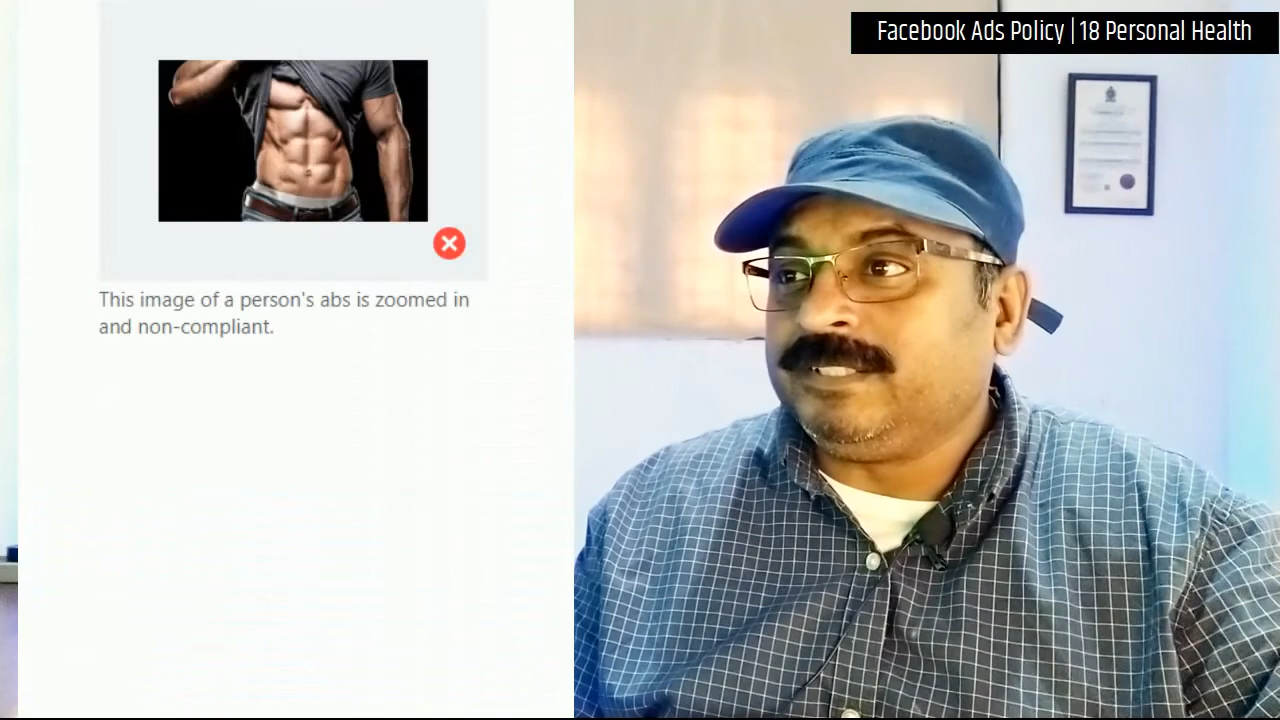 Facebook Ads Policy | 18 Personal Health
This image of a person's abs is zoomed in
and non-compliant.